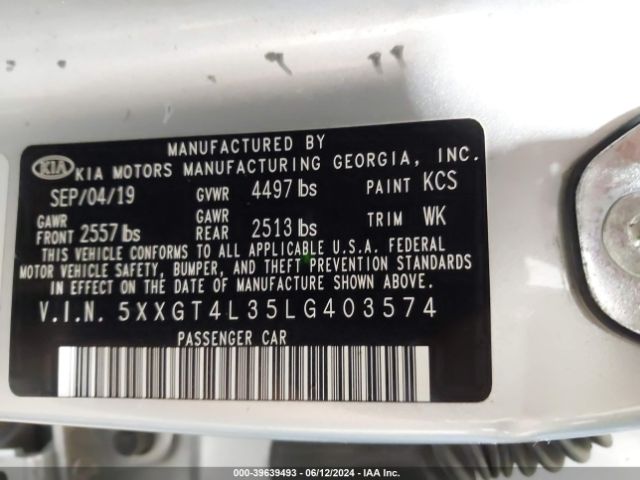 MANUFACTURED BY
KIA KIA MOTORS MANUFACTURING GEORGIA, INC.
SEP/04/19 GVWR 4497 lbs PAINT KCS
GAWR FRONT 2557 lbs GAWR REAR 2513 lbs TRIM WK
THIS VEHICLE CONFORMS TO ALL APPLICABLE U.S.A. FEDERAL
MOTOR VEHICLE SAFETY, BUMPER, AND THEFT PREVENTION STANDARDS
IN EFFECT ON THE DATE OF MANUFACTURE SHOWN ABOVE.
V.I.N. 5XXGT4L35LG403574
PASSENGER CAR
000-39639493 - 06/12/2024 - IAA Inc.